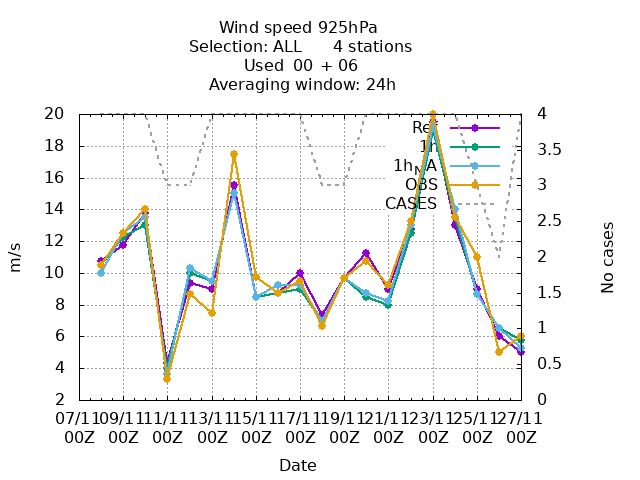 Wind speed 925hPa
Selection: ALL 4 stations
Used 00 + 06
Averaging window: 24h
20
18
16
14
12
10
8
6
4
2
m/s
4
3.5
3
2.5
2
1.5
1
0.5
0
No cases
Ref
1h
1hNA
OBS
CASES
07/11 09/11 11/11 13/11 15/11 17/11 19/11 21/11 23/11 25/11 27/11
00Z 00Z 00Z 00Z 00Z 00Z 00Z 00Z 00Z 00Z 00Z
Date